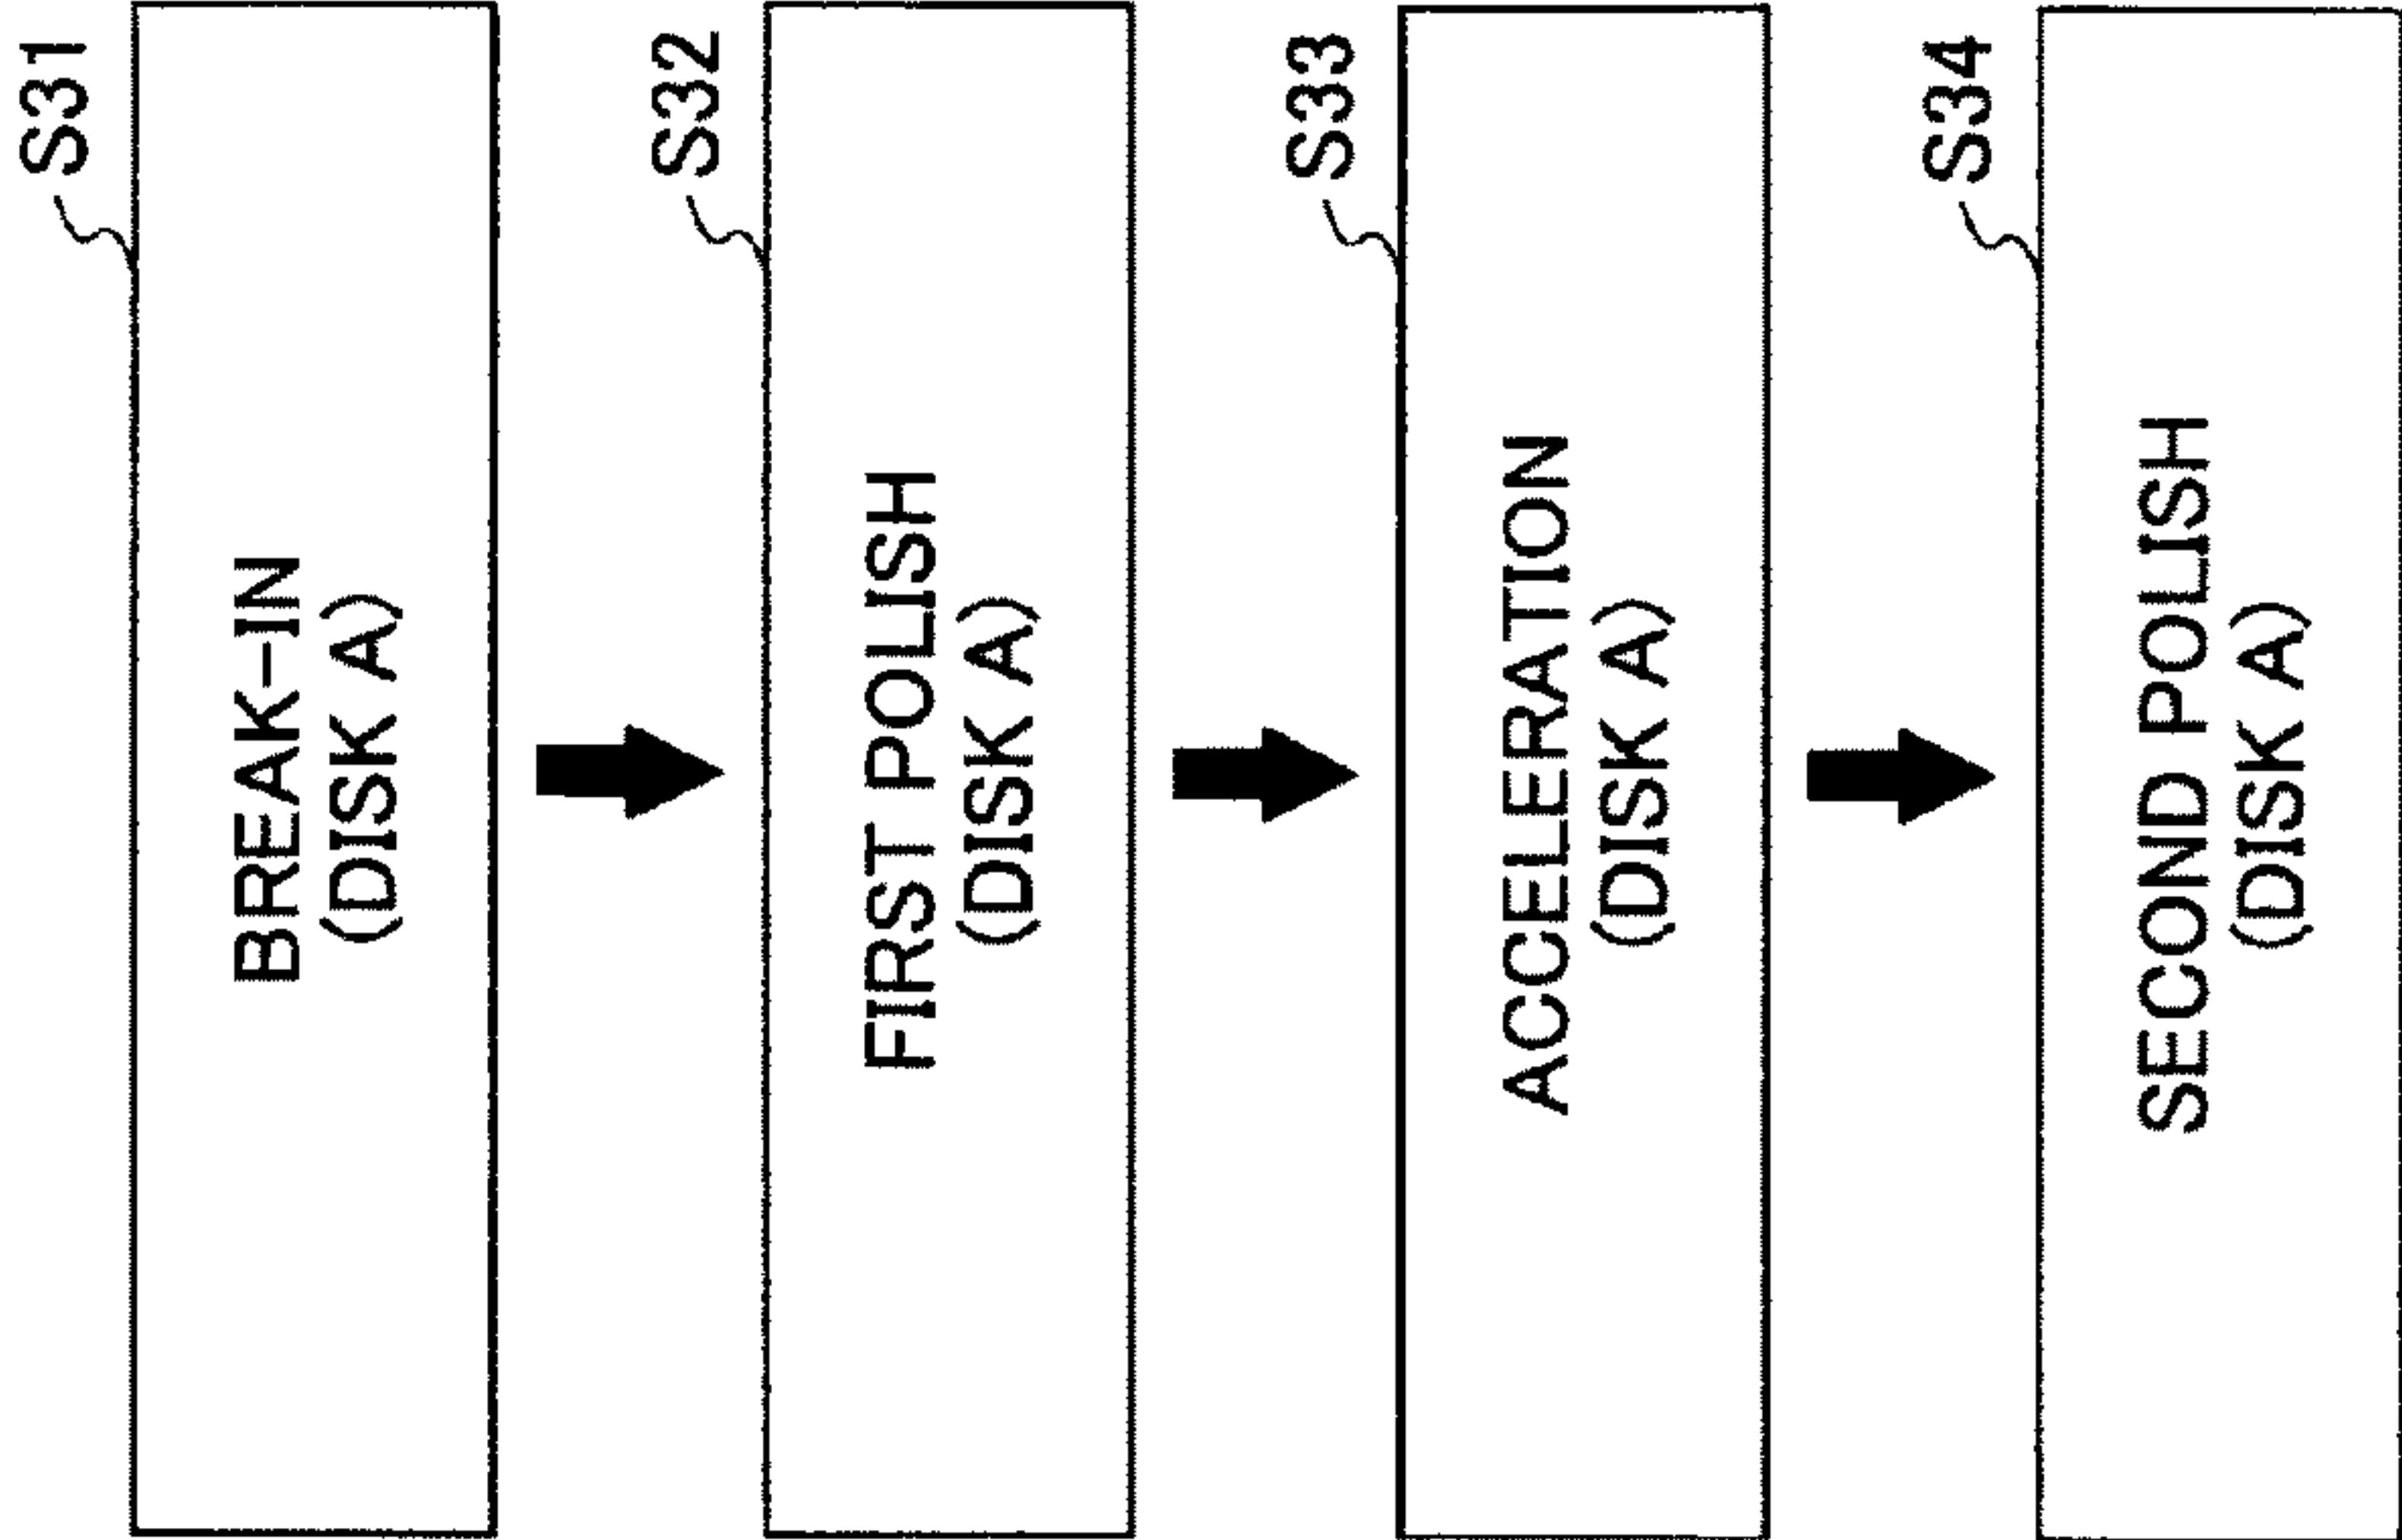 S31
BREAK-IN
(DISK A)
S32
FIRST POLISH
(DISK A)
S33
ACCELERATION
(DISK A)
S34
SECOND POLISH
(DISK A)